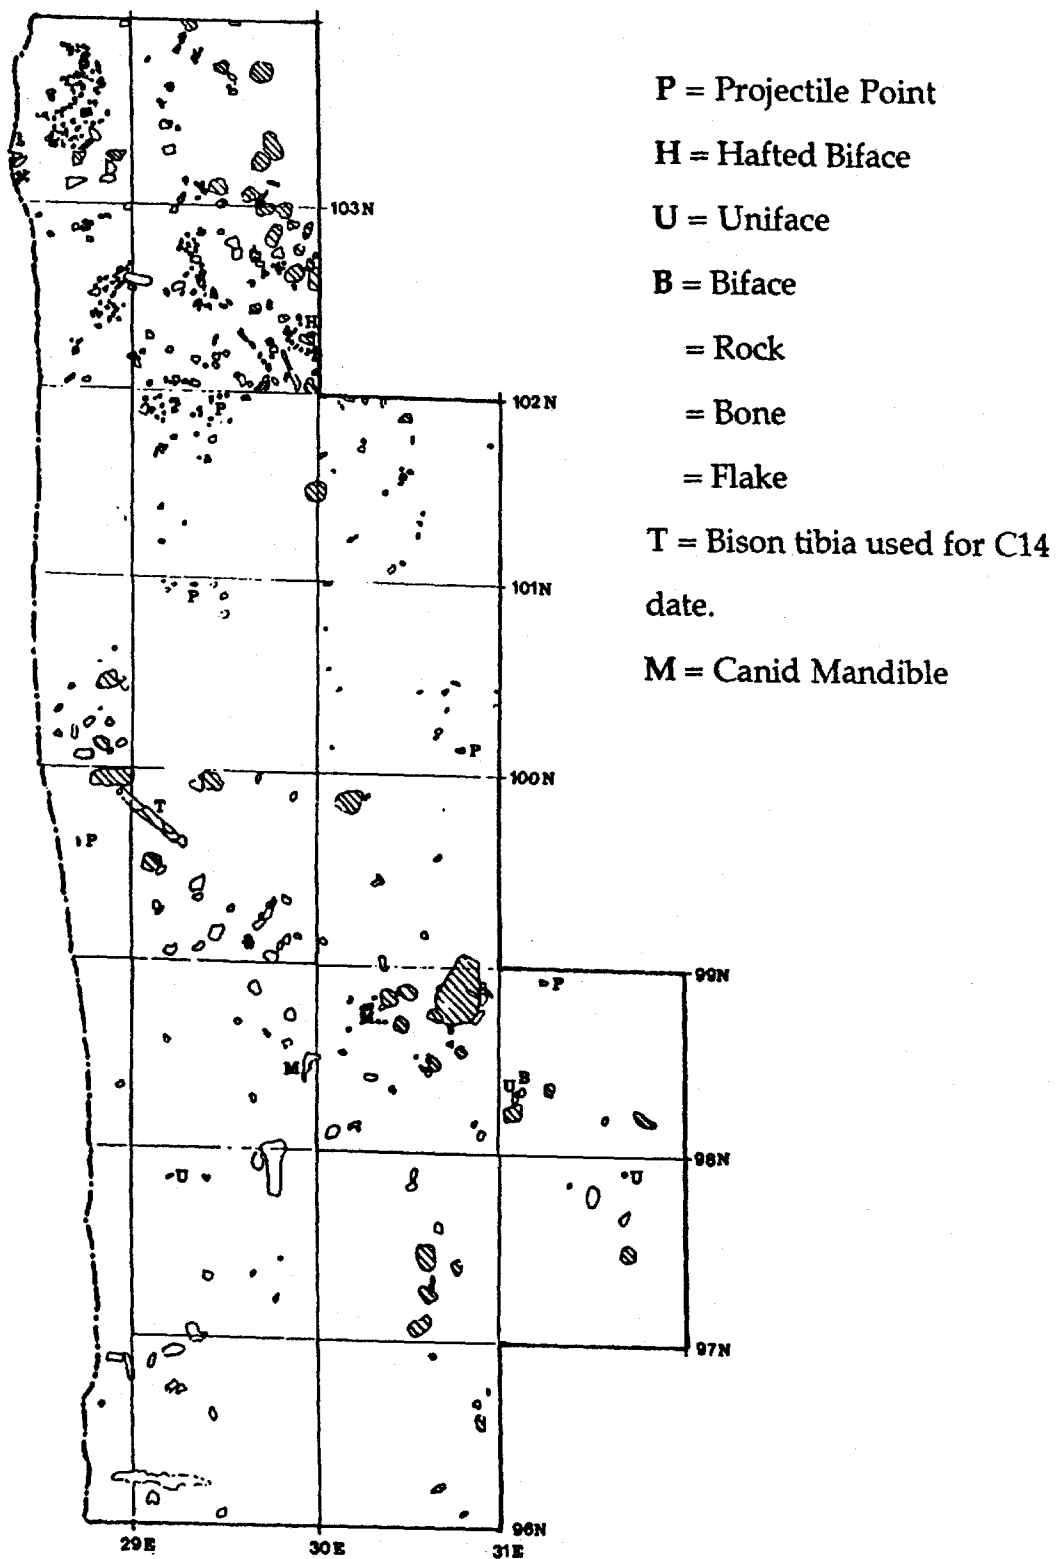 P = Projectile Point
H = Hafted Biface
U = Uniface
B = Biface
= Rock
= Bone
= Flake
T = Bison tibia used for C14
date.
M = Canid Mandible
103N
H
P
102N
101N
P
P
100N
T
P
99N
P
M
M
U B
98N
U
U
97N
96N
29E
30E
31E